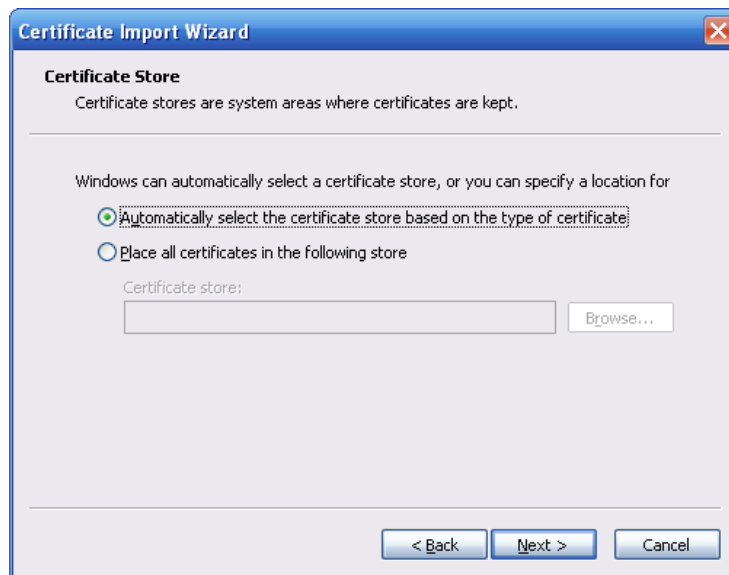 Certificate Import Wizard
Certificate Store
Certificate stores are system areas where certificates are kept.
Windows can automatically select a certificate store, or you can specify a location for
Automatically select the certificate store based on the type of certificate
Place all certificates in the following store
Certificate store:
Browse...
< Back
Next >
Cancel